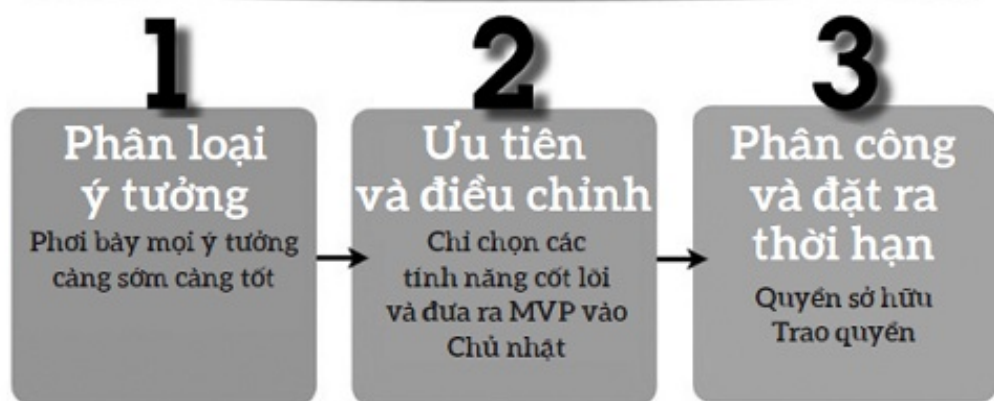 1
Phân loại
ý tưởng
Phơi bày mọi ý tưởng
càng sớm càng tốt
2
Ưu tiên
và điều chỉnh
Chỉ chọn các
tính năng cốt lõi
và đưa ra MVP vào
Chủ nhật
3
Phân công
và đặt ra
thời hạn
Quyền sở hữu
Trao quyền